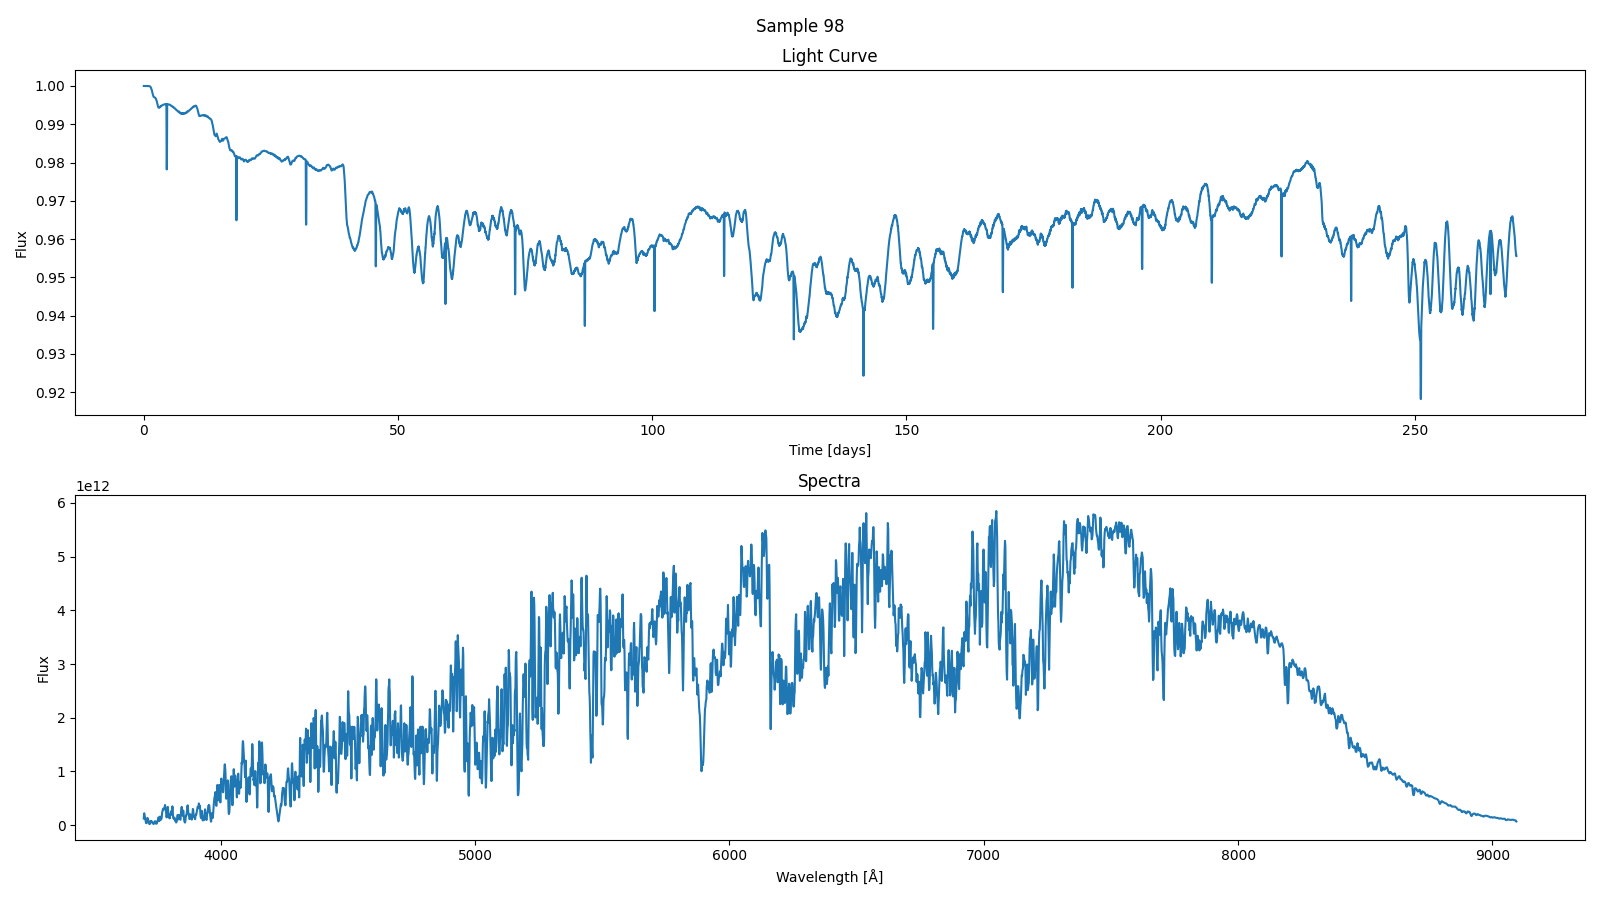 Sample 98
Light Curve
1.00
0.99
0.98
0.97
0.96
0.95
0.94
0.93
0.92
Flux
0 50 100 150 200 250
Time [days]
Spectra
1e12
6
5
4
3
2
1
0
Flux
4000 5000 6000 7000 8000 9000
Wavelength [Å]